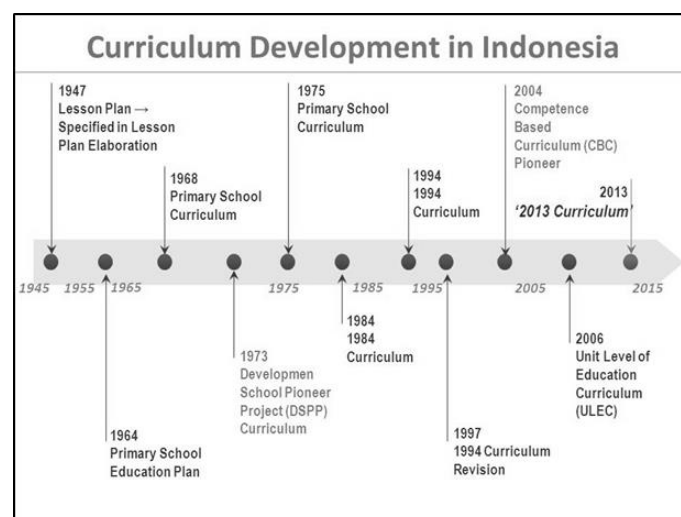 Curriculum Development in Indonesia
1947
Lesson Plan →
Specified in Lesson
Plan Elaboration
1968
Primary School
Curriculum
1975
Primary School
Curriculum
1994
1994
Curriculum
2004
Competence
Based
Curriculum (CBC)
Pioneer
2013
'2013 Curriculum'
1945
1955
1965
1975
1985
1995
2005
2015
1964
Primary School
Education Plan
1973
Developmen
School Pioneer
Project (DSPP)
Curriculum
1984
1984
Curriculum
1997
1994 Curriculum
Revision
2006
Unit Level of
Education
Curriculum
(ULEC)